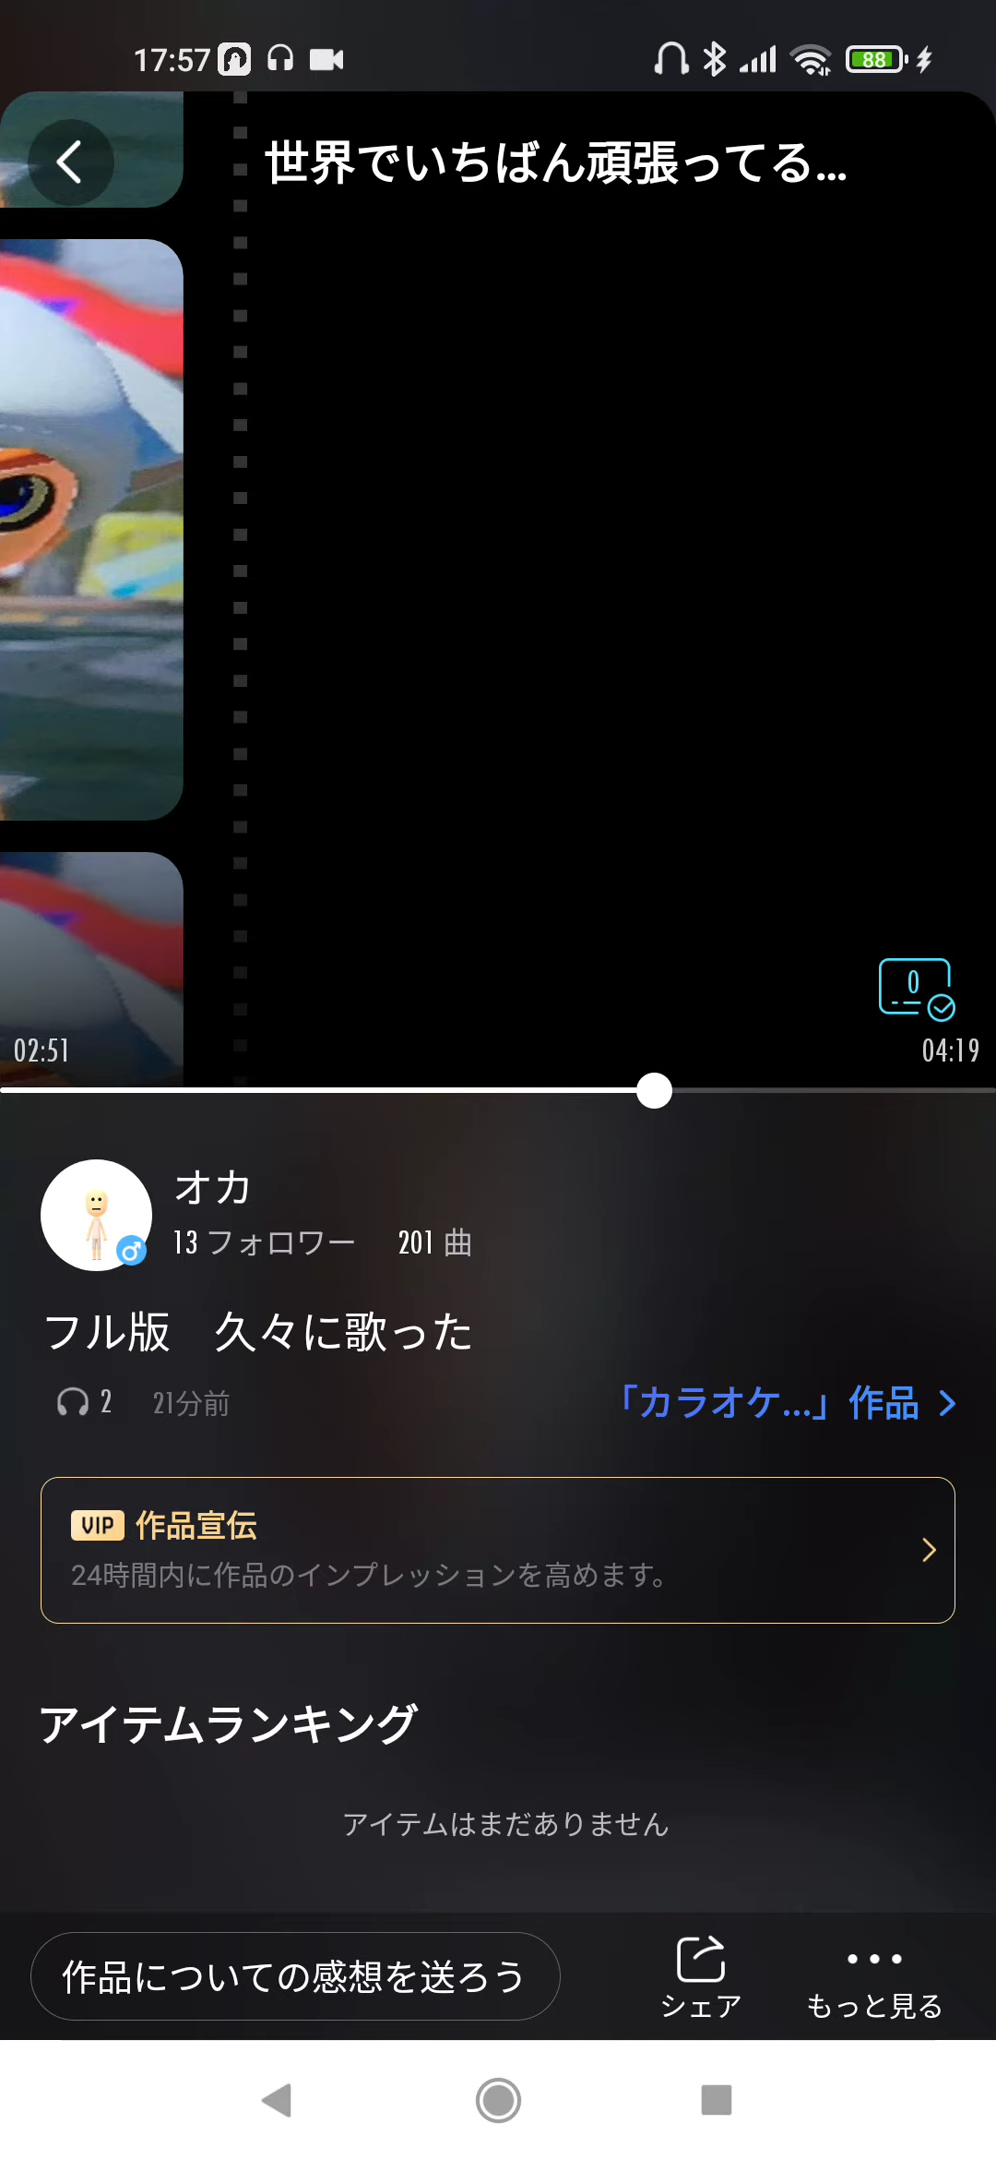 17:57
88
世界でいちばん頑張ってる...
0
02:51
04:19
オカ
13 フォロワー 201 曲
フル版 久々に歌った
2 21分前 「カラオケ...」作品
VIP 作品宣伝
24時間内に作品のインプレッションを高めます。
アイテムランキング
アイテムはまだありません
作品についての感想を送ろう
シェア
もっと見る